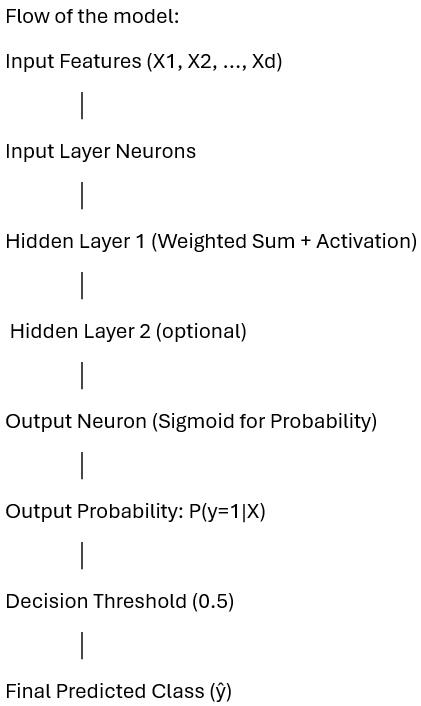 Flow of the model:
Input Features (X1, X2, ..., Xd)
Input Layer Neurons
Hidden Layer 1 (Weighted Sum + Activation)
Hidden Layer 2 (optional)
Output Neuron (Sigmoid for Probability)
Output Probability: P(y=1|X)
Decision Threshold (0.5)
Final Predicted Class (ŷ)